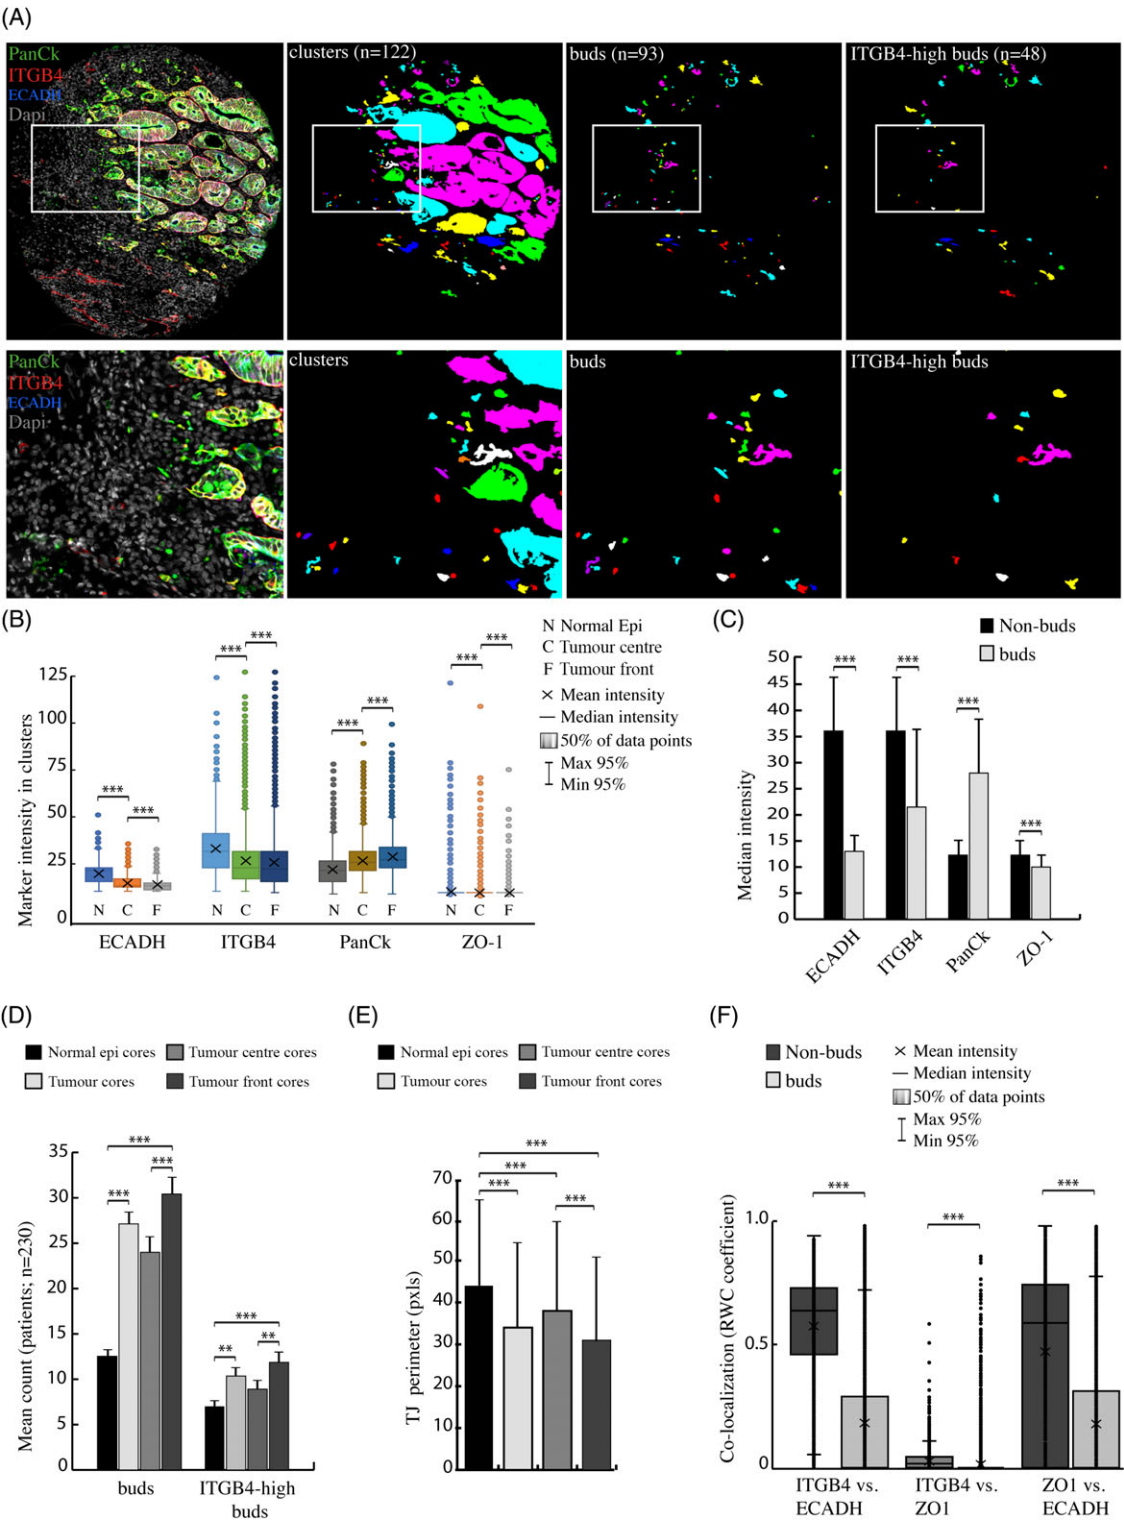 (A)
PanCk
ITGB4
ECADH
Dapi
clusters (n=122)
buds (n=93)
ITGB4-high buds (n=48)
PanCk
ITGB4
ECADH
Dapi
clusters
buds
ITGB4-high buds
(B)
Marker intensity in clusters
125
100
75
50
25
0
*** ***
*** ***
*** ***
*** ***
N C F
N C F
N C F
N C F
ECADH
ITGB4
PanCk
ZO-1
N Normal Epi
C Tumour centre
F Tumour front
× Mean intensity
Median intensity
50% of data points
Max 95%
Min 95%
(C)
Non-buds
buds
Median intensity
50
45
40
35
30
25
20
15
10
5
0
***
***
***
***
ECADH
ITGB4
PanCk
ZO-1
(D)
Normal epi cores
Tumour centre cores
Tumour cores
Tumour front cores
Mean count (patients; n=230)
35
30
25
20
15
10
5
0
***
***
***
***
**
**
buds
ITGB4-high
buds
(E)
Normal epi cores
Tumour centre cores
Tumour cores
Tumour front cores
TJ perimeter (pxls)
70
60
50
40
30
20
10
0
***
***
***
***
(F)
Non-buds
buds
× Mean intensity
Median intensity
50% of data points
Max 95%
Min 95%
Co-localization (RWC coefficient)
1.0
0.5
0
***
***
***
ITGB4 vs.
ECADH
ITGB4 vs.
ZO1
ZO1 vs.
ECADH